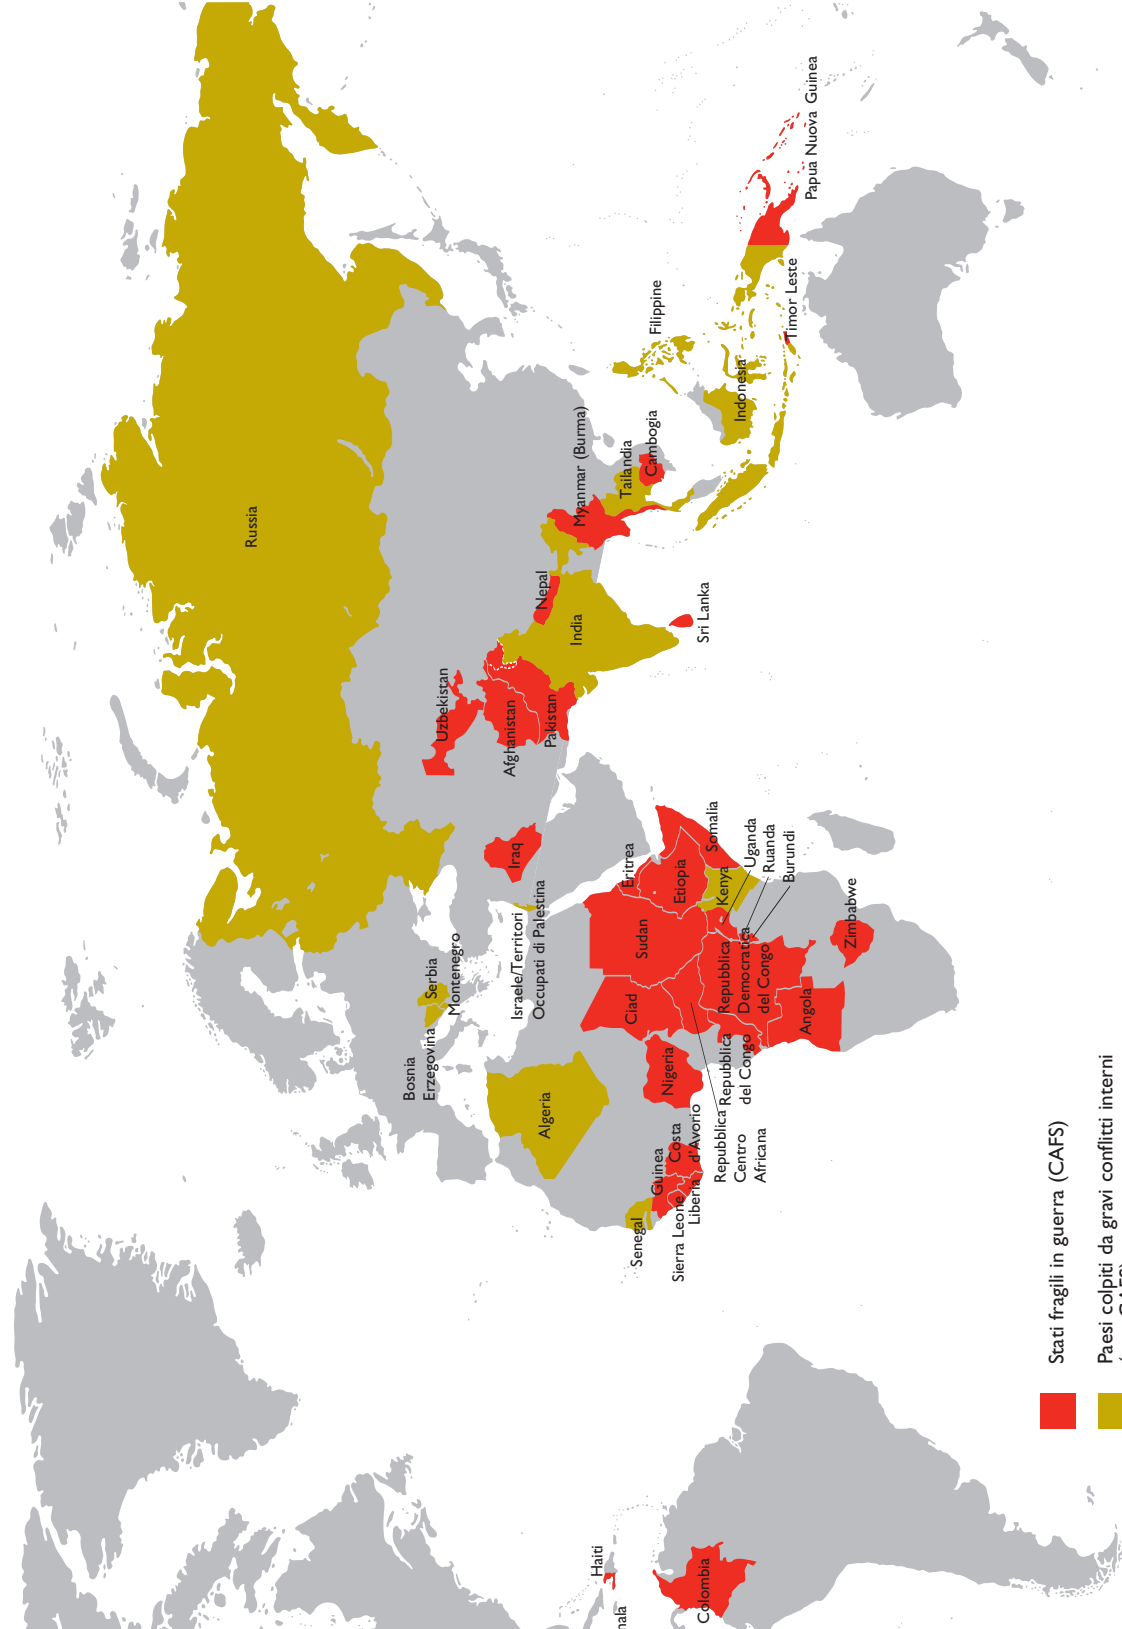 Russia
Filippine
Papua Nuova Guinea
Timor Leste
Indonesia
Myanmar (Burma)
Tailandia
Cambogia
Nepal
India
Sri Lanka
Uzbekistan
Afghanistan
Pakistan
Iraq
Israele/Territori
Occupati di Palestina
Serbia
Montenegro
Bosnia
Erzegovina
Algeria
Eritrea
Etiopia
Somalia
Kenya
Uganda
Ruanda
Burundi
Sudan
Ciad
Repubblica
Democratica
del Congo
Zimbabwe
Angola
Nigeria
Repubblica
del Congo
Repubblica
Centro
Africana
Costa
d'Avorio
Guinea
Liberia
Sierra Leone
Senegal
Haiti
Colombia
Stati fragili in guerra (CAFS)
Paesi colpiti da gravi conflitti interni